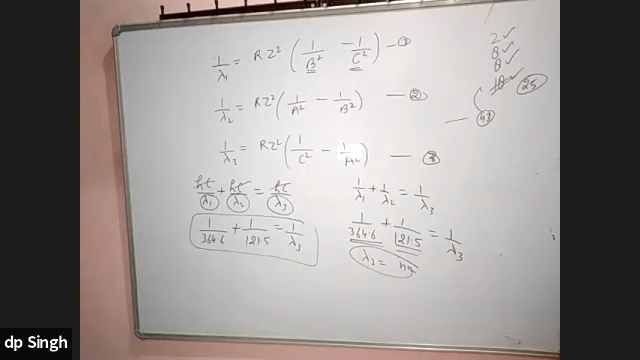 1/λ₁ = RZ² (1/B² - 1/C²) — ①
1/λ₂ = RZ² (1/A² - 1/B²) — ②
1/λ₂ = RZ² (1/C² - 1/A²) — 3
hc/λ₁ + hc/λ₂ = hc/λ₃
1/3646 + 1/1215 = 1/λ₃
1/λ₁ + 1/λ₂ = 1/λ₃
1/3646 + 1/1215 = 1/λ₃
λ₃ =
2 ✓
8 ✓
8 ✓
18 25
— 43
dp Singh